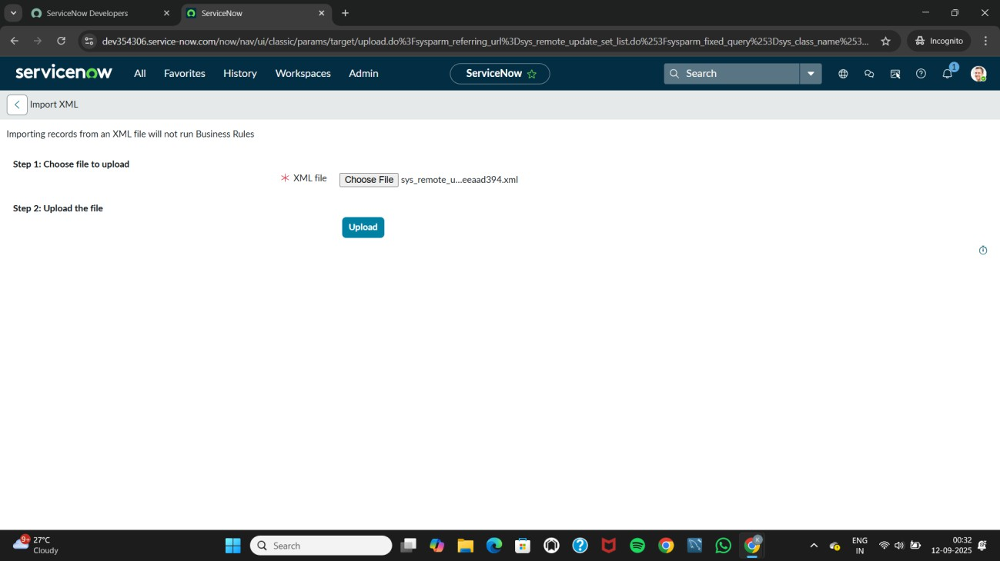 ServiceNow Developers
ServiceNow
dev354306.service-now.com/now/nav/ui/classic/params/target/upload.do%3Fsysparm_referring_url%3Dsys_remote_update_set_list.do%253Fsysparm_fixed_query%253Dsys_class_name%253...
Incognito
servicenow
All
Favorites
History
Workspaces
Admin
ServiceNow
Search
1
Import XML
Importing records from an XML file will not run Business Rules
Step 1: Choose file to upload
XML file
Choose File
sys_remote_u...eeaad394.xml
Step 2: Upload the file
Upload
9+
27°C
Cloudy
Search
K
ENG
IN
00:32
12-09-2025